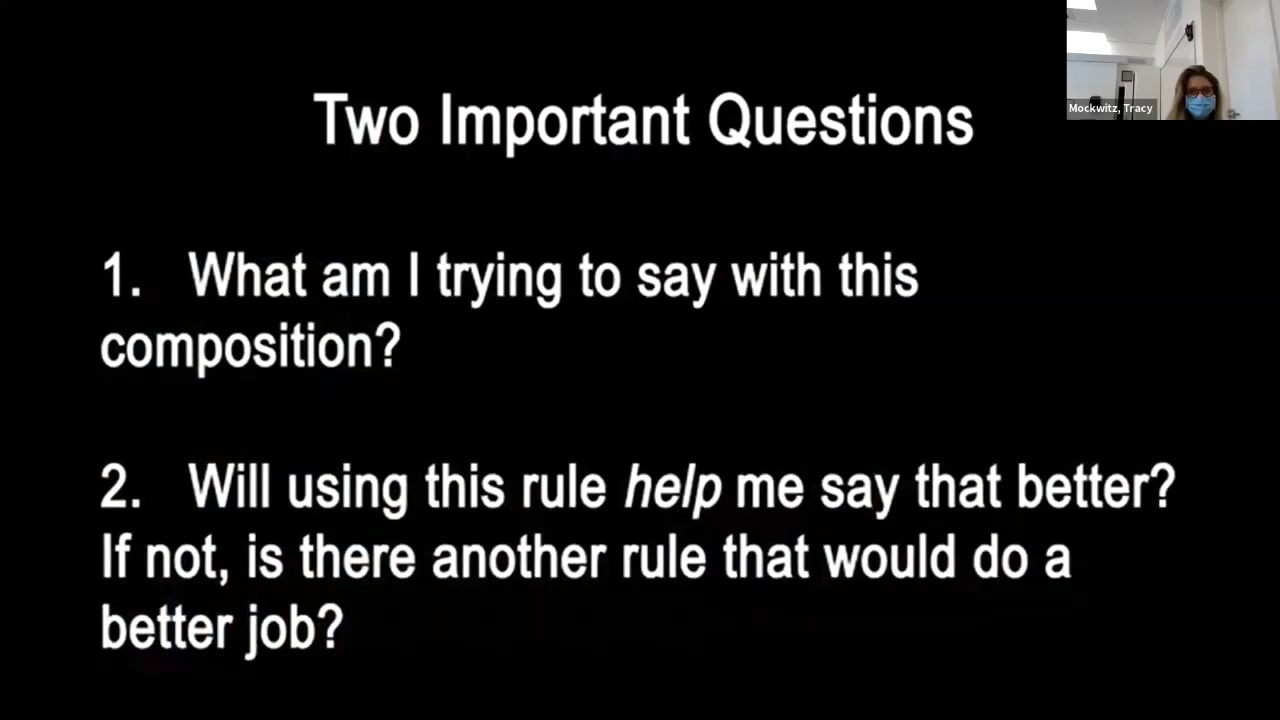 Mockwitz, Tracy
Two Important Questions
1. What am I trying to say with this
composition?
2. Will using this rule help me say that better?
If not, is there another rule that would do a
better job?